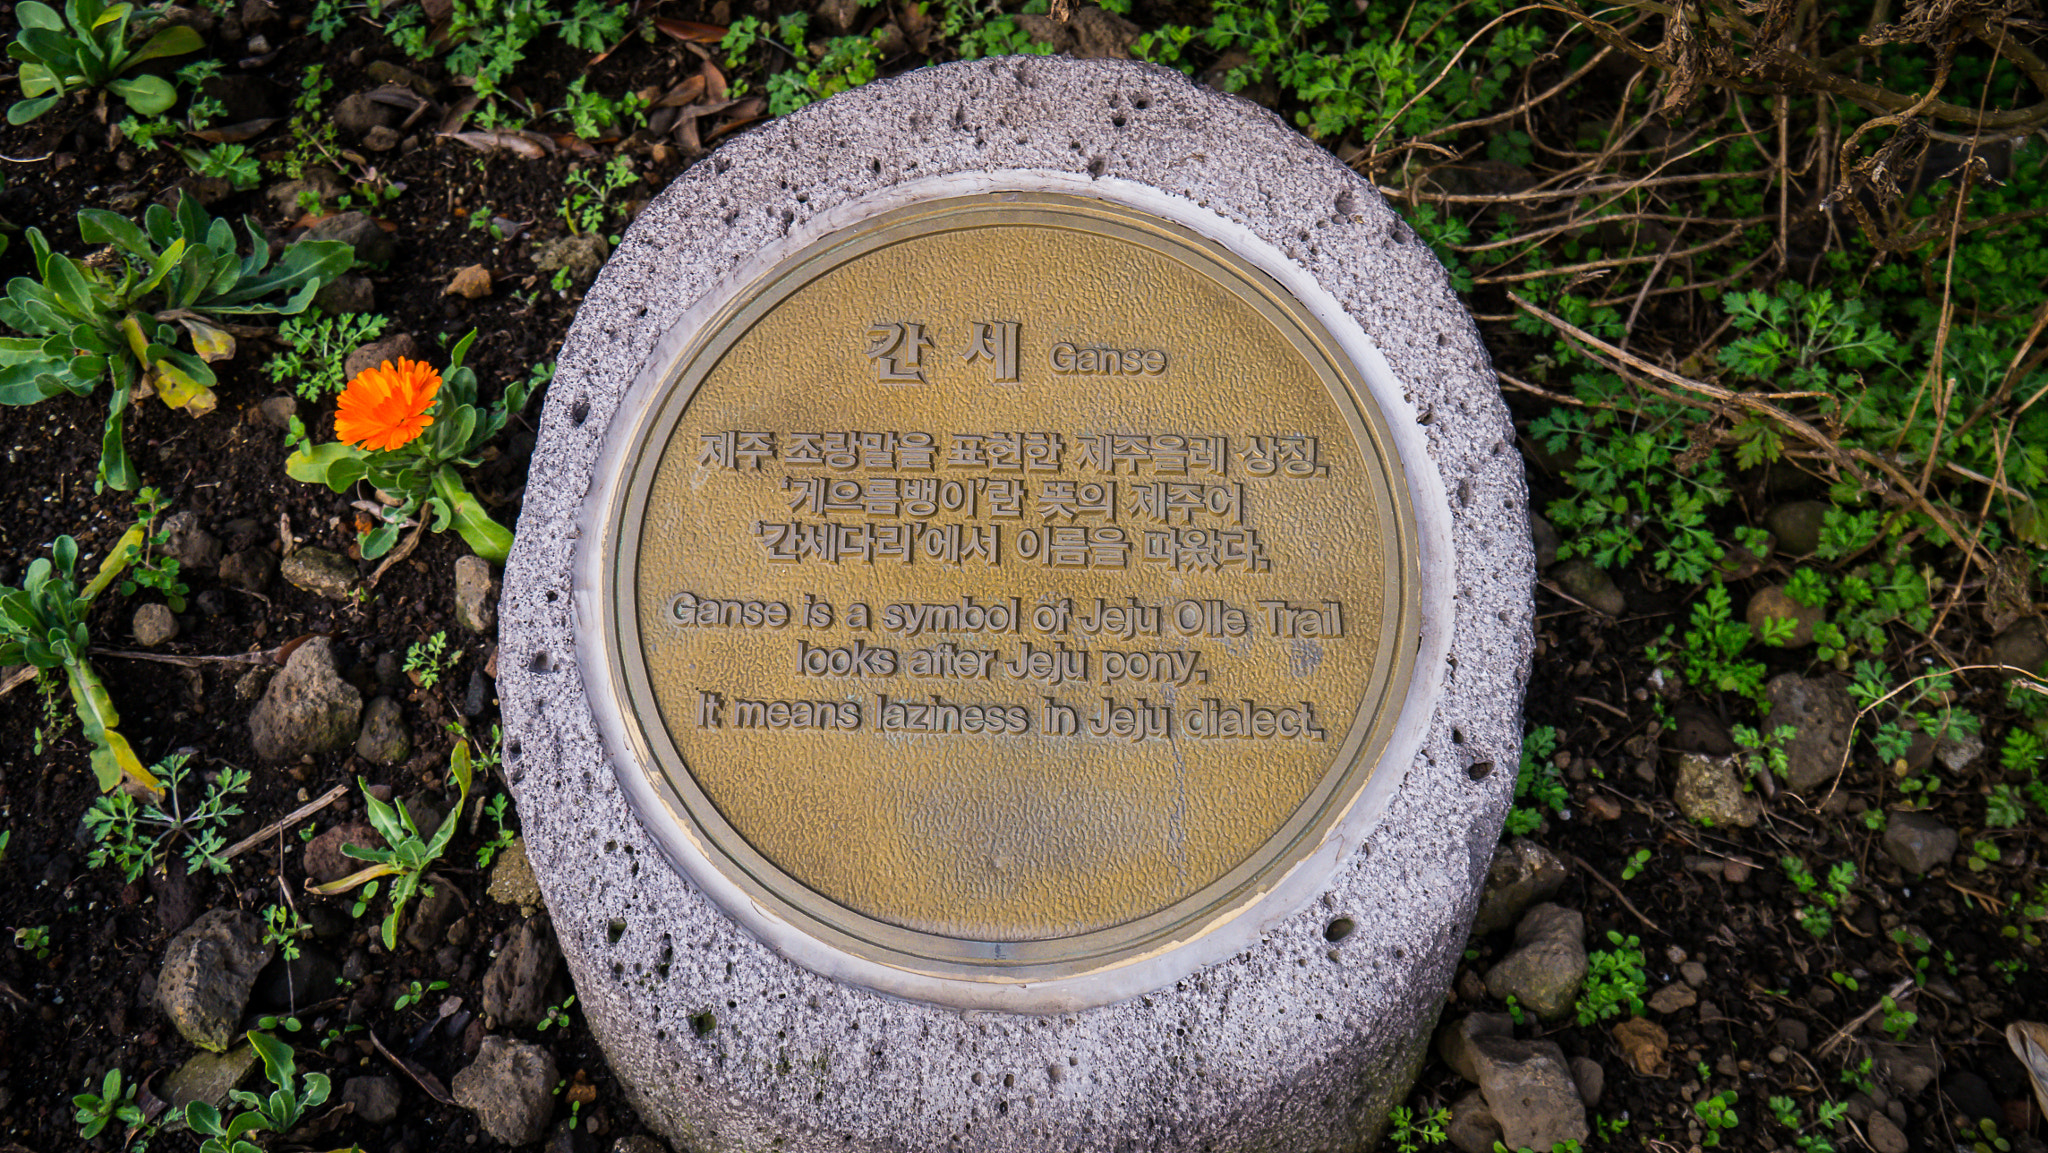 간 세 Ganse
제주 조랑말을 표현한 제주올레 상징.
'게으름뱅이'란 뜻의 제주어
'간세다리'에서 이름을 따왔다.
Ganse is a symbol of Jeju Olle Trail
looks after Jeju pony.
It means laziness in Jeju dialect.